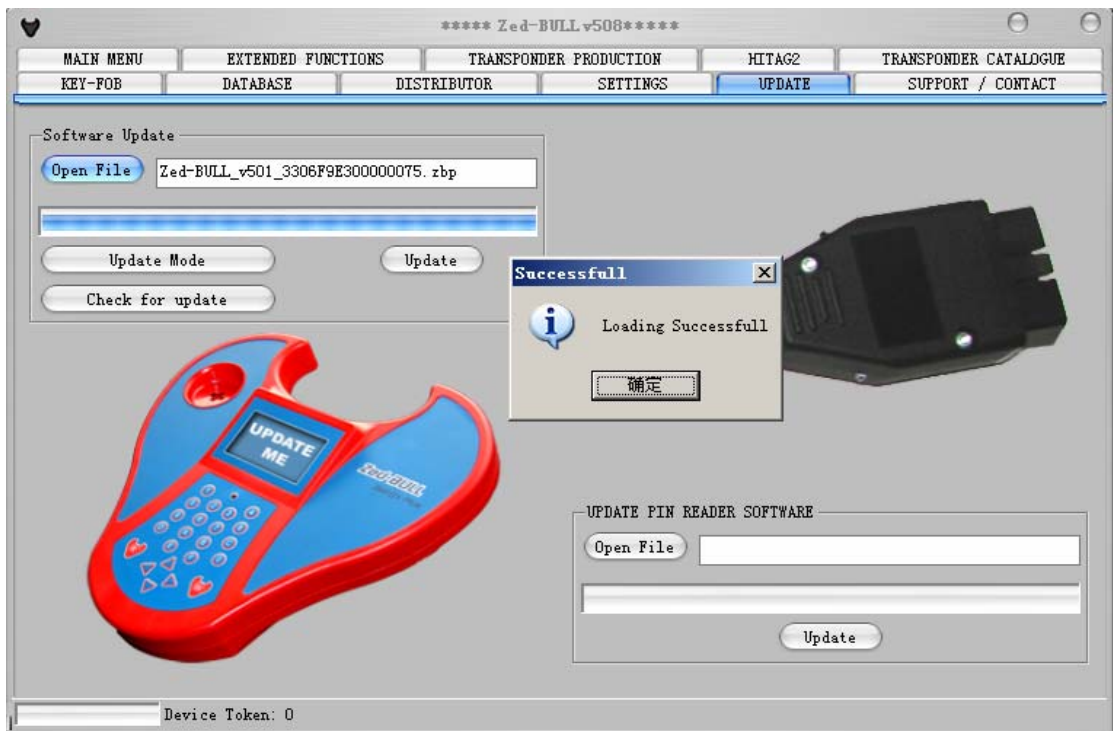 ***** Zed-BULL v508*****
MAIN MENU EXTENDED FUNCTIONS TRANSPONDER PRODUCTION HITAG2 TRANSPONDER CATALOGUE
KEY-FOB DATABASE DISTRIBUTOR SETTINGS UPDATE SUPPORT / CONTACT
Software Update
Open File Zed-BULL_v501_3306F9E300000075.zbp
Update Mode Update
Check for update
Successfull
Loading Successfull
确定
UPDATE
ME
Zed-BULL
UPDATE PIN READER SOFTWARE
Open File
Update
Device Token: 0